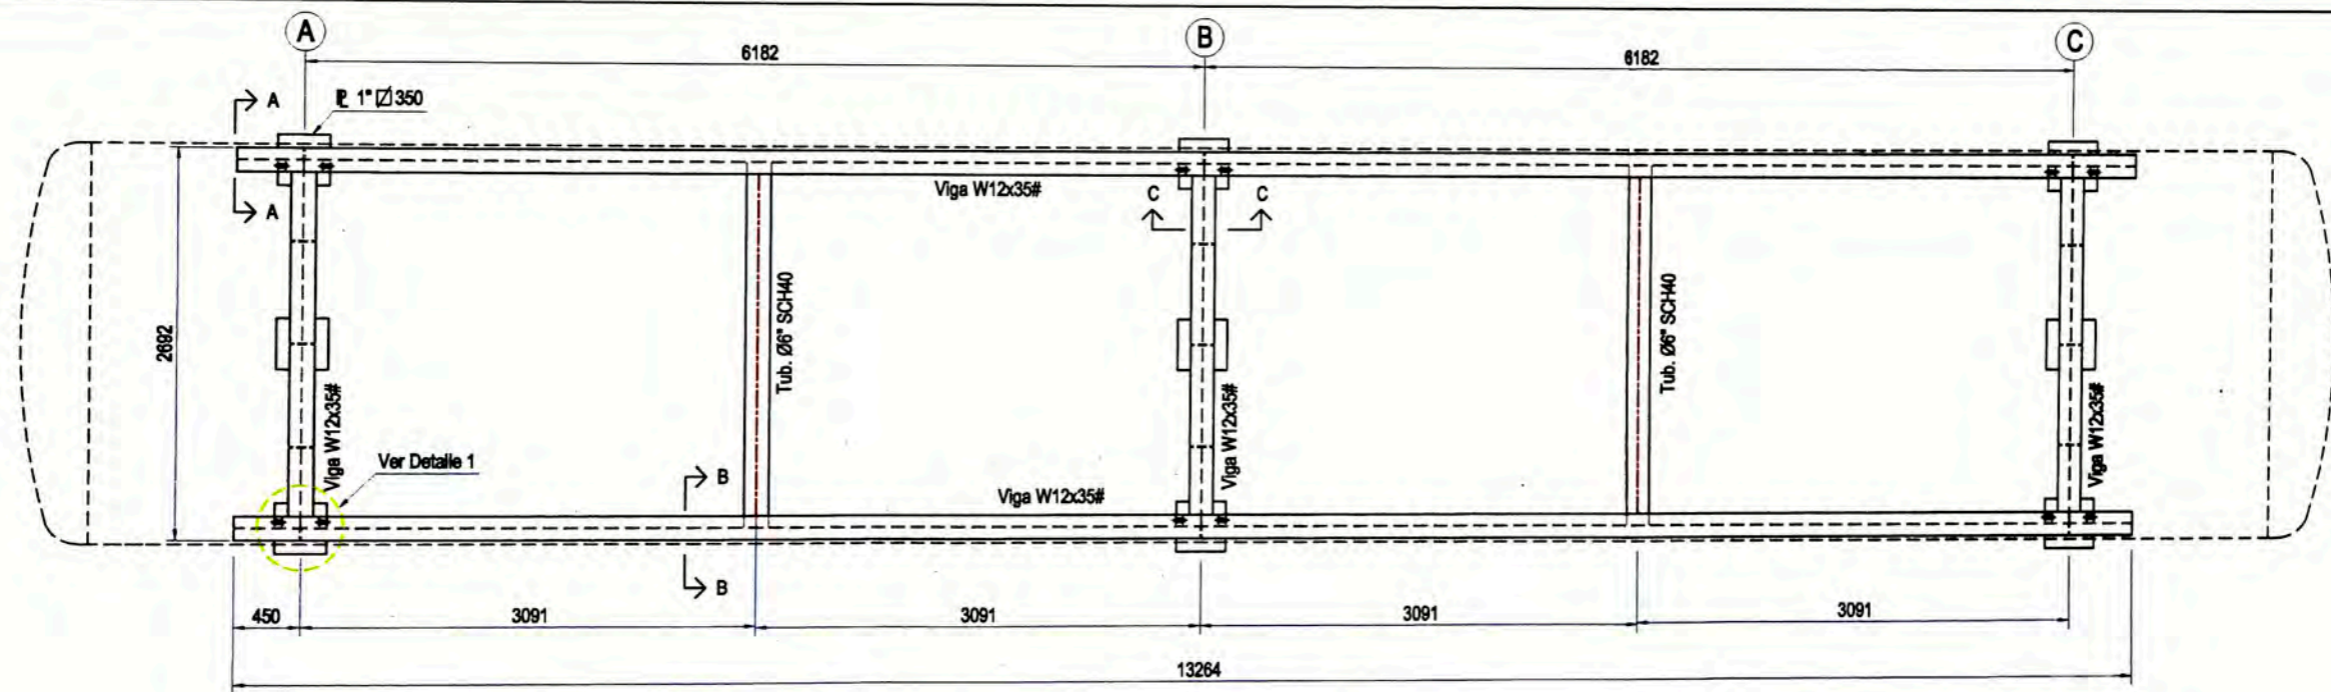 A
B
C
6182
6182
A
℄ 1" ▱ 350
A
Viga W12x35#
C
C
2692
Tub. Ø6" SCH40
Tub. Ø6" SCH40
Viga W12x35#
Viga W12x35#
Viga W12x35#
Ver Detalle 1
B
Viga W12x35#
B
450
3091
3091
3091
3091
13264